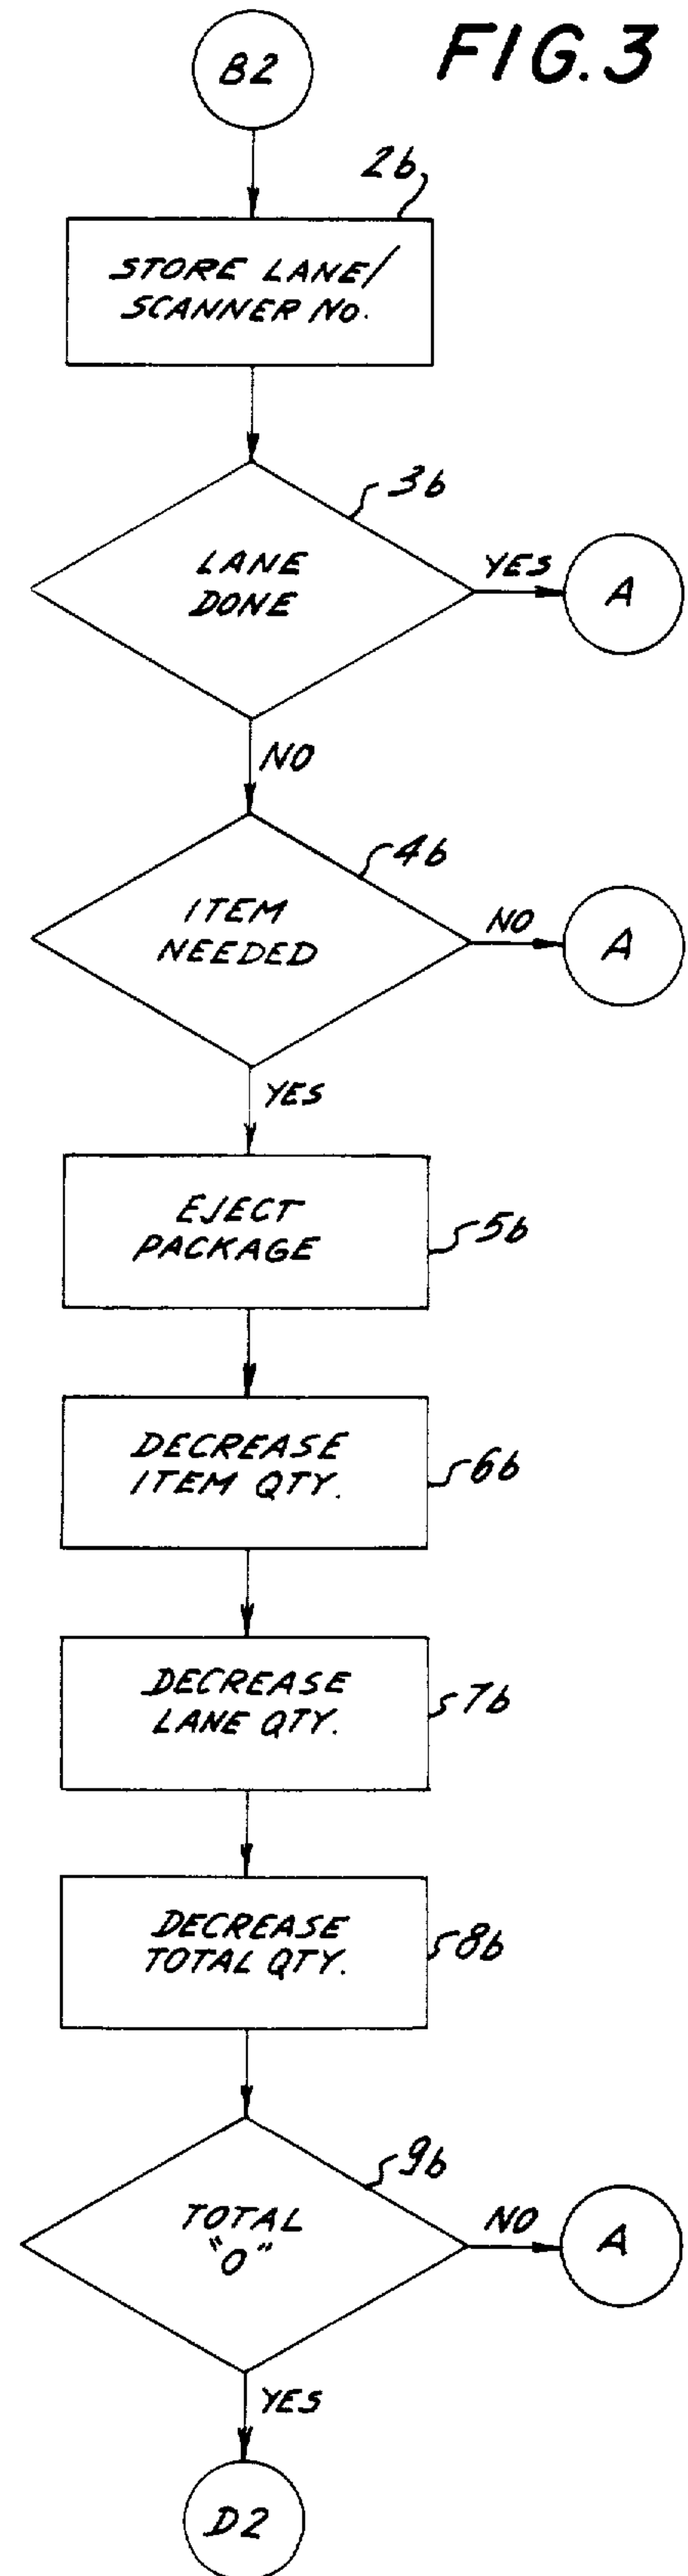 FIG.3
B2
2b
STORE LANE/
SCANNER NO.
3b
LANE
DONE
YES
A
NO
4b
ITEM
NEEDED
NO
A
YES
EJECT
PACKAGE
5b
DECREASE
ITEM QTY.
6b
DECREASE
LANE QTY.
7b
DECREASE
TOTAL QTY.
8b
9b
TOTAL
"0"
NO
A
YES
D2